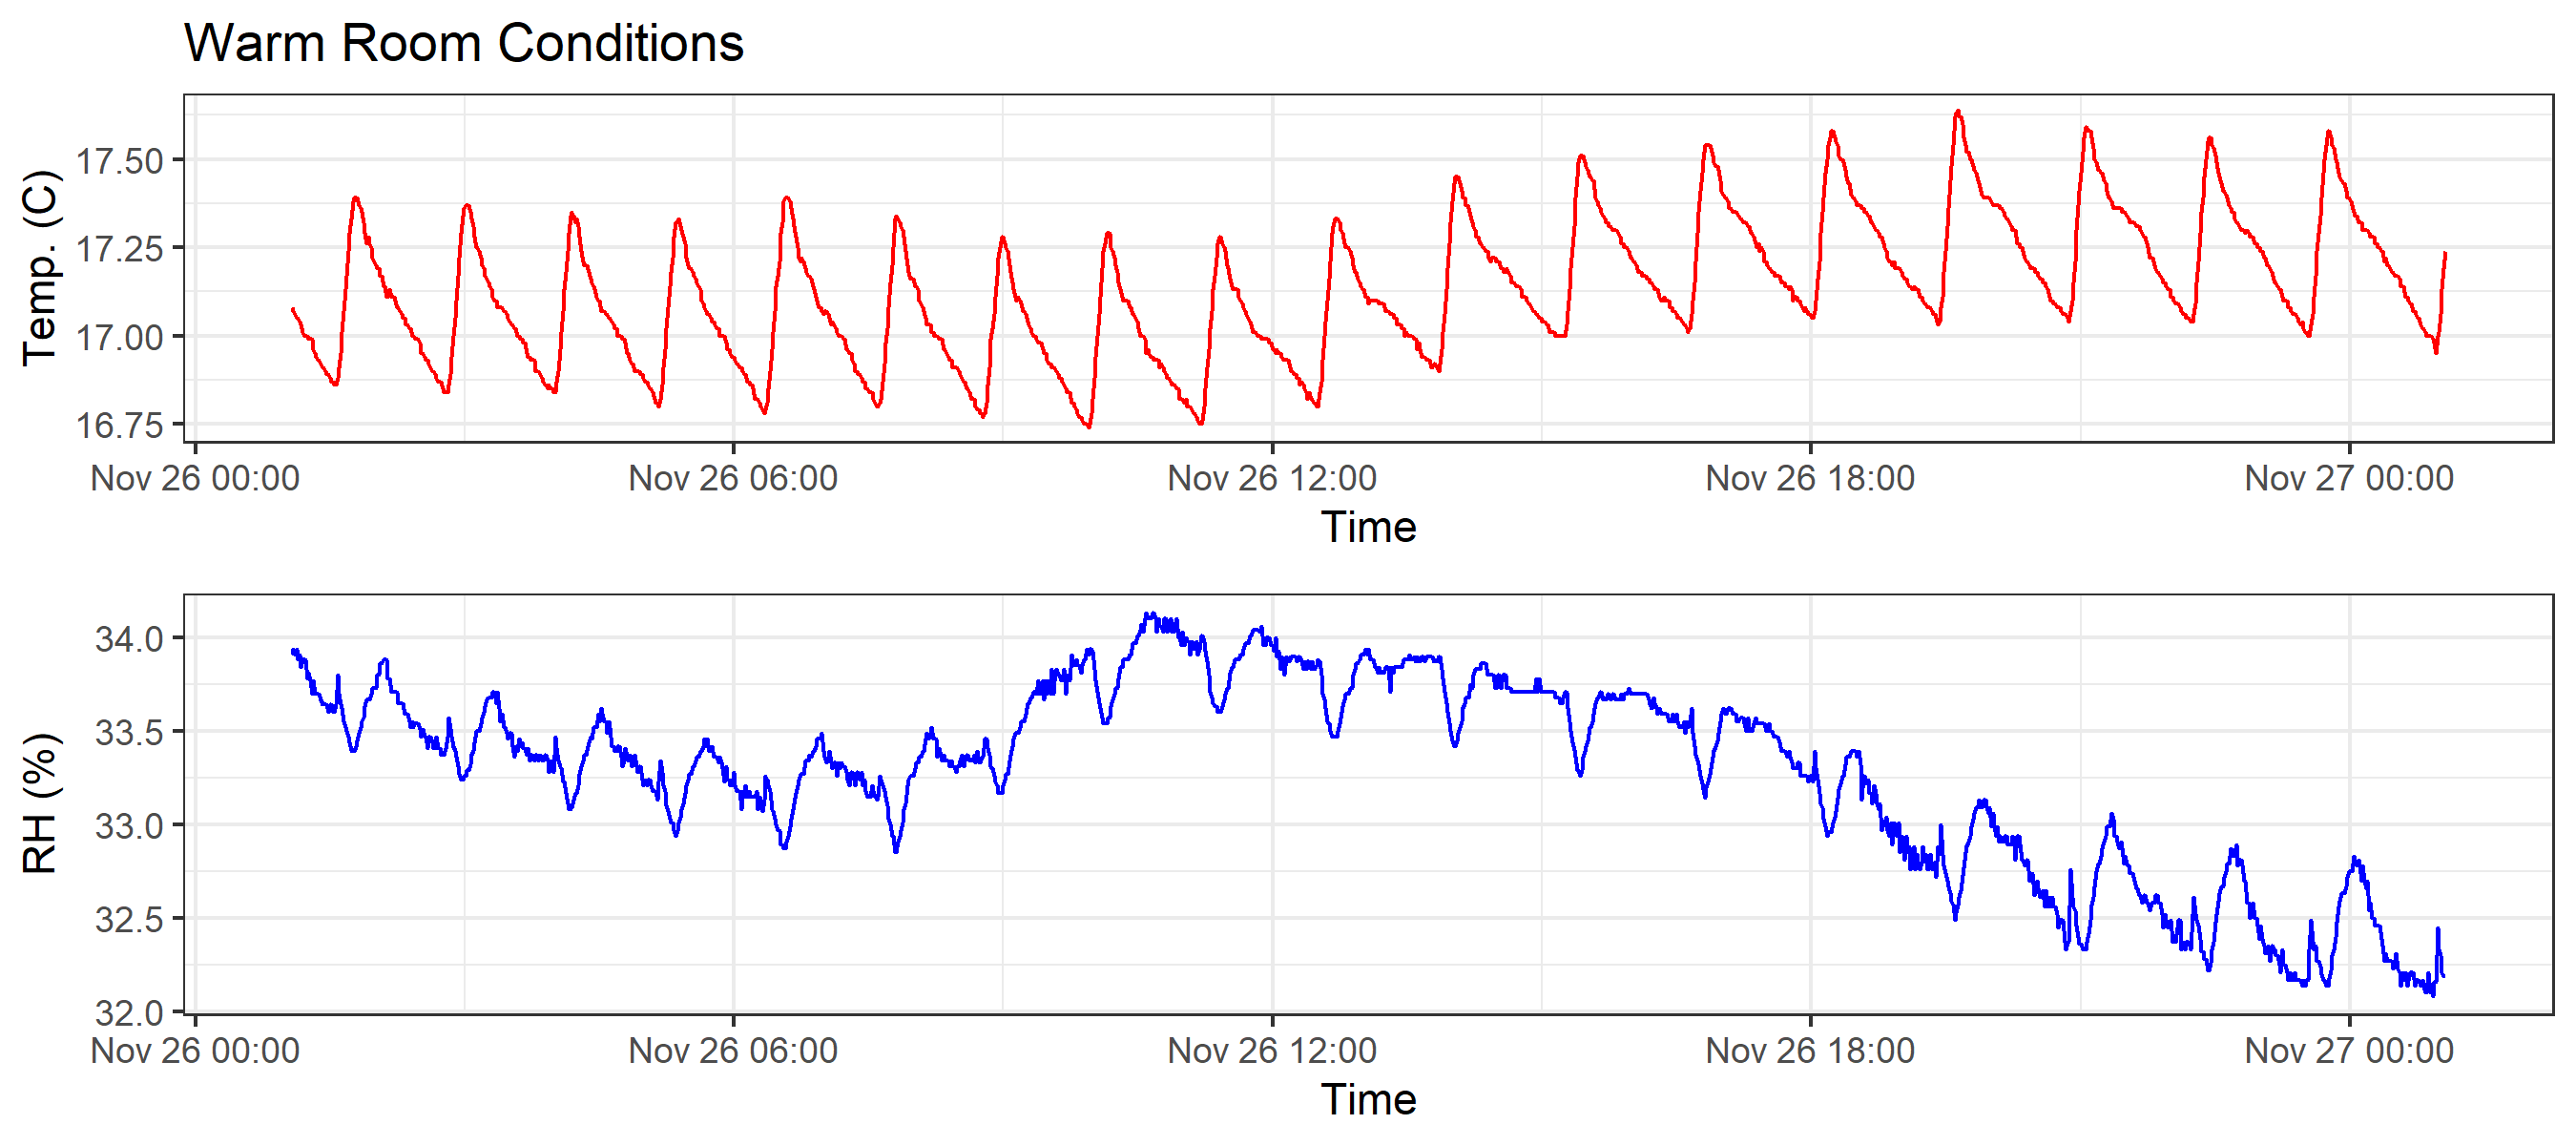 Warm Room Conditions
Temp. (C)
17.50
17.25
17.00
16.75
Nov 26 00:00 Nov 26 06:00 Nov 26 12:00 Nov 26 18:00 Nov 27 00:00
Time
RH (%)
34.0
33.5
33.0
32.5
32.0
Nov 26 00:00 Nov 26 06:00 Nov 26 12:00 Nov 26 18:00 Nov 27 00:00
Time